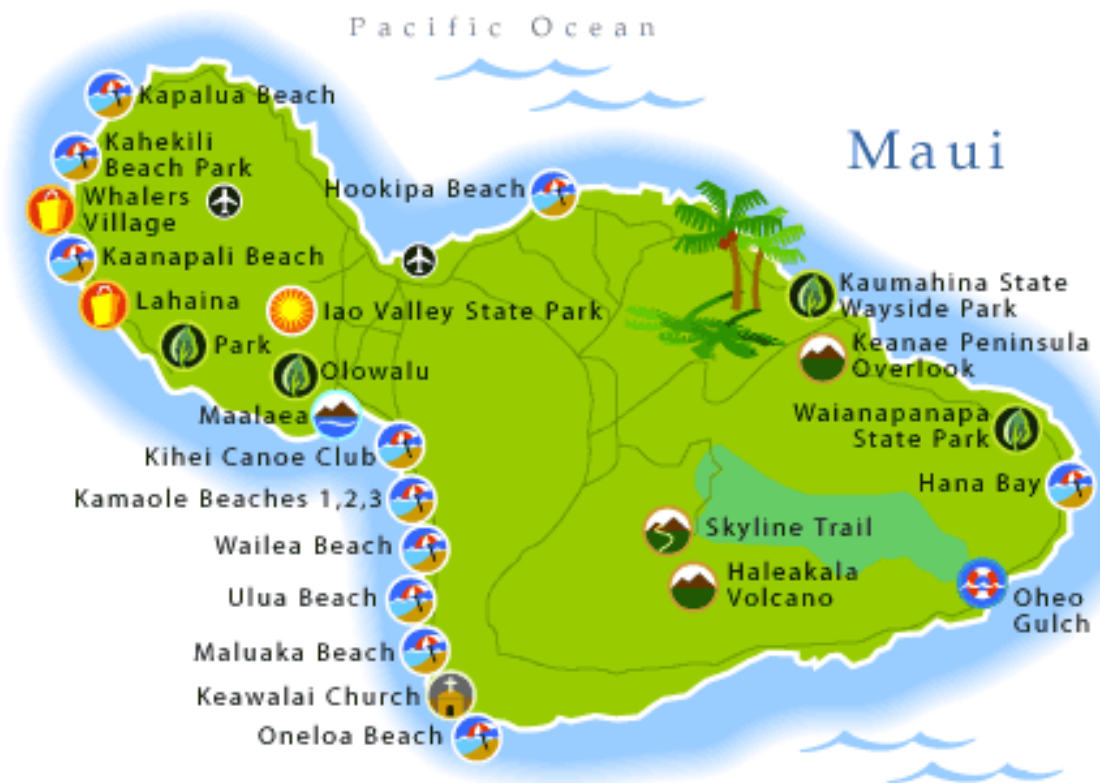 Pacific Ocean
Maui
Kapalua Beach
Kahekili
Beach Park
Whalers
Village
Hookipa Beach
Kaanapali Beach
Lahaina
Iao Valley State Park
Park
Olowalu
Maalaea
Kihei Canoe Club
Kamaole Beaches 1,2,3
Wailea Beach
Ulua Beach
Maluaka Beach
Keawalai Church
Oneloa Beach
Kaumahina State
Wayside Park
Keanae Peninsula
Overlook
Waianapanapa
State Park
Hana Bay
Skyline Trail
Haleakala
Volcano
Oheo
Gulch